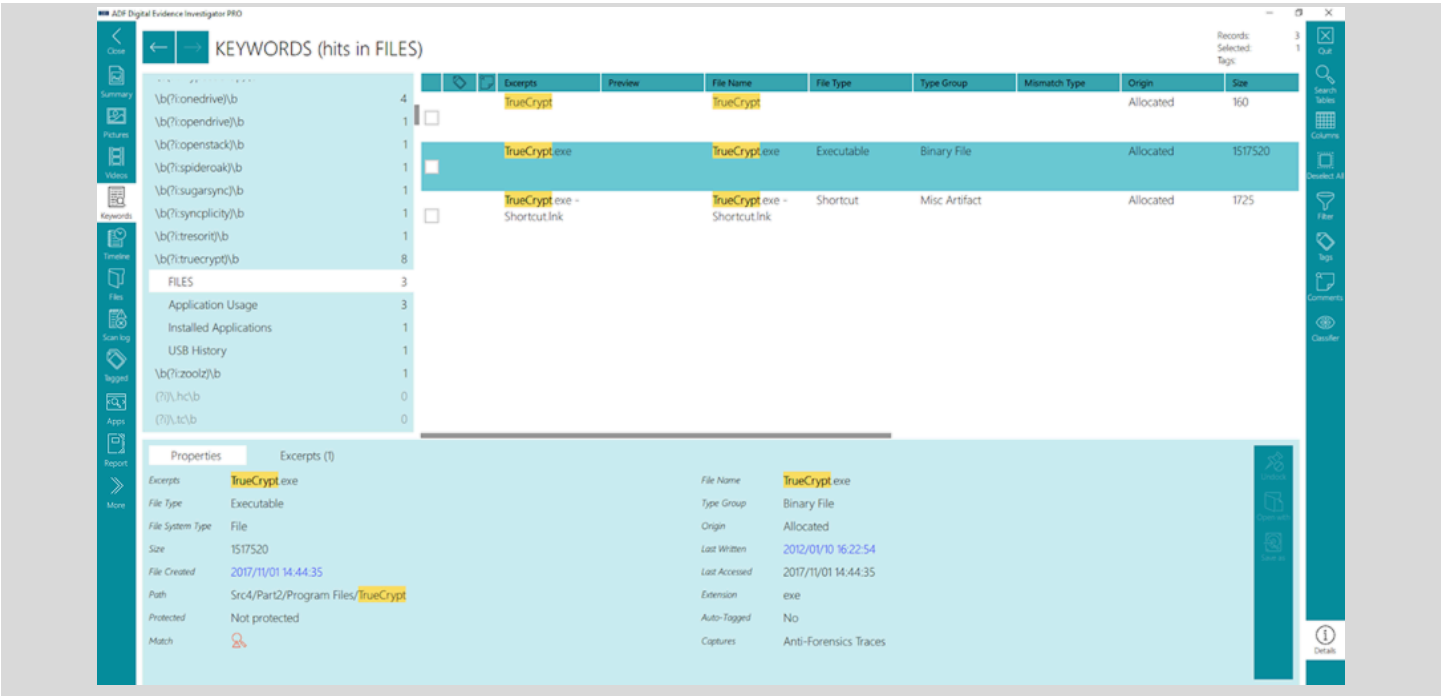 ADF Digital Evidence Investigator PRO
Close
Summary
Pictures
Videos
Keywords
Timeline
Files
Scan log
Tagged
Apps
Report
More
KEYWORDS (hits in FILES)
Records: 3
Selected: 1
Tags:
\b(?i:onedrive)\b 4
\b(?i:opendrive)\b 1
\b(?i:openstack)\b 1
\b(?i:spideroak)\b 1
\b(?i:sugarsync)\b 1
\b(?i:syncplicity)\b 1
\b(?i:tresorit)\b 1
\b(?i:truecrypt)\b 8
FILES 3
Application Usage 3
Installed Applications 1
USB History 1
\b(?i:zoolz)\b 1
(?i)\.hc\b 0
(?i)\.tc\b 0
Excerpts Preview File Name File Type Type Group Mismatch Type Origin Size
TrueCrypt TrueCrypt Allocated 160
TrueCrypt.exe TrueCrypt.exe Executable Binary File Allocated 1517520
TrueCrypt.exe - TrueCrypt.exe - Shortcut Misc Artifact Allocated 1725
Shortcut.lnk Shortcut.lnk
Properties Excerpts (1)
Excerpts TrueCrypt.exe File Name TrueCrypt.exe
File Type Executable Type Group Binary File
File System Type File Origin Allocated
Size 1517520 Last Written 2012/01/10 16:22:54
File Created 2017/11/01 14:44:35 Last Accessed 2017/11/01 14:44:35
Path Src4/Part2/Program Files/TrueCrypt Extension exe
Protected Not protected Auto-Tagged No
Match Captures Anti-Forensics Traces
Undock
Open with
Save as
Quit
Search
Tables
Columns
Deselect All
Filter
Tags
Comments
Classifier
Details